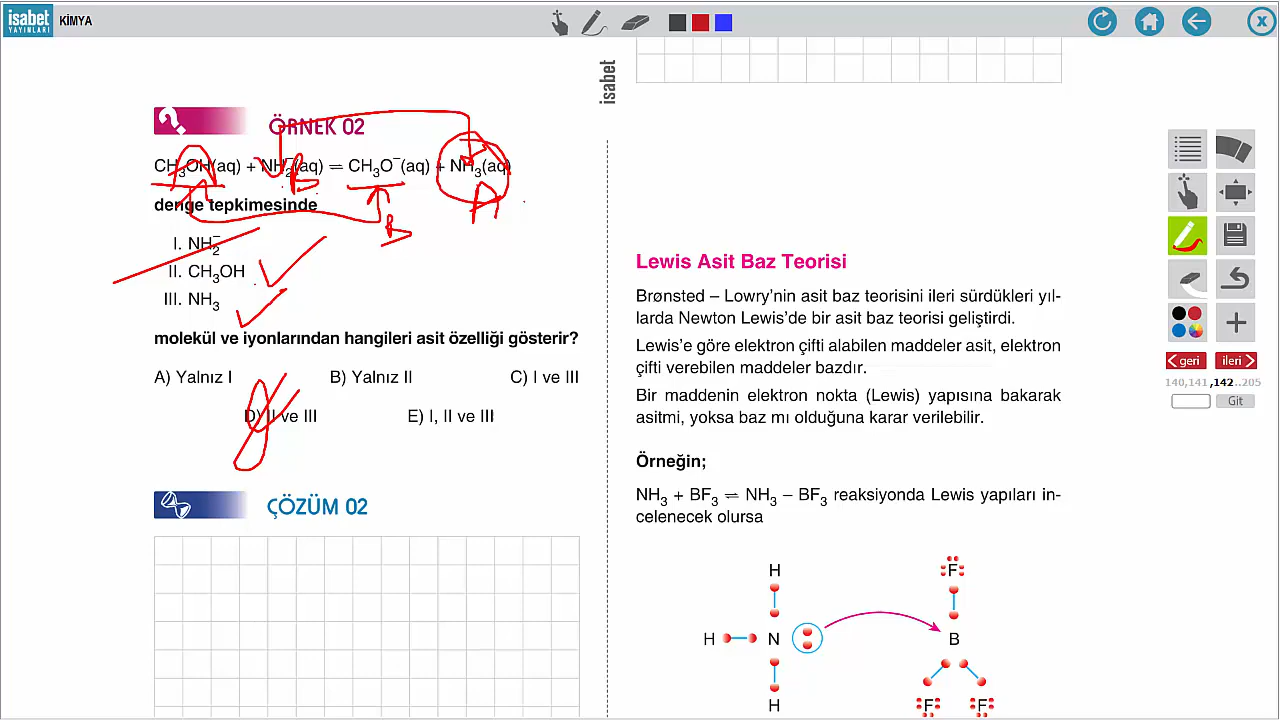 isabet
YAYINLARI
KİMYA
isabet
ÖRNEK 02
CH₃OH(aq) + NH₂⁻(aq) ⇌ CH₃O⁻(aq) + NH₃(aq)
B
A
B
denge tepkimesinde
I. NH₂⁻
II. CH₃OH
III. NH₃
molekül ve iyonlarından hangileri asit özelliği gösterir?
A) Yalnız I
B) Yalnız II
C) I ve III
D) II ve III
E) I, II ve III
ÇÖZÜM 02
Lewis Asit Baz Teorisi
Brønsted – Lowry’nin asit baz teorisini ileri sürdükleri yıl-
larda Newton Lewis’de bir asit baz teorisi geliştirdi.
Lewis’e göre elektron çifti alabilen maddeler asit, elektron
çifti verebilen maddeler bazdır.
Bir maddenin elektron nokta (Lewis) yapısına bakarak
asitmi, yoksa baz mı olduğuna karar verilebilir.
Örneğin;
NH₃ + BF₃ ⇌ NH₃ – BF₃ reaksiyonda Lewis yapıları in-
celenecek olursa
H
F
H N B
H
F F
geri
ileri
140,141,142..205
Git
X